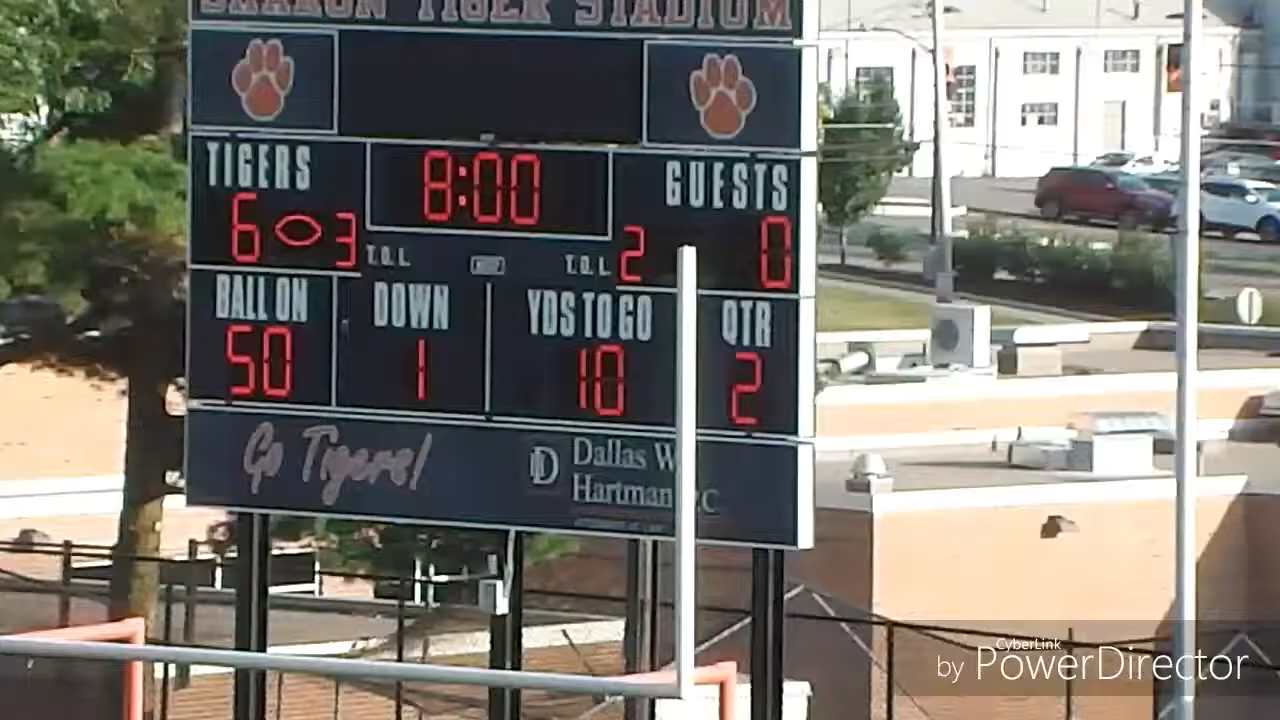 SHARON TIGER STADIUM
TIGERS 8:00 GUESTS
6 3 T.O.L. T.O.L. 2 0
BALL ON DOWN YDS TO GO QTR
50 1 10 2
Go Tigers!
Dallas W
Hartman P.C
CyberLink
by PowerDirector